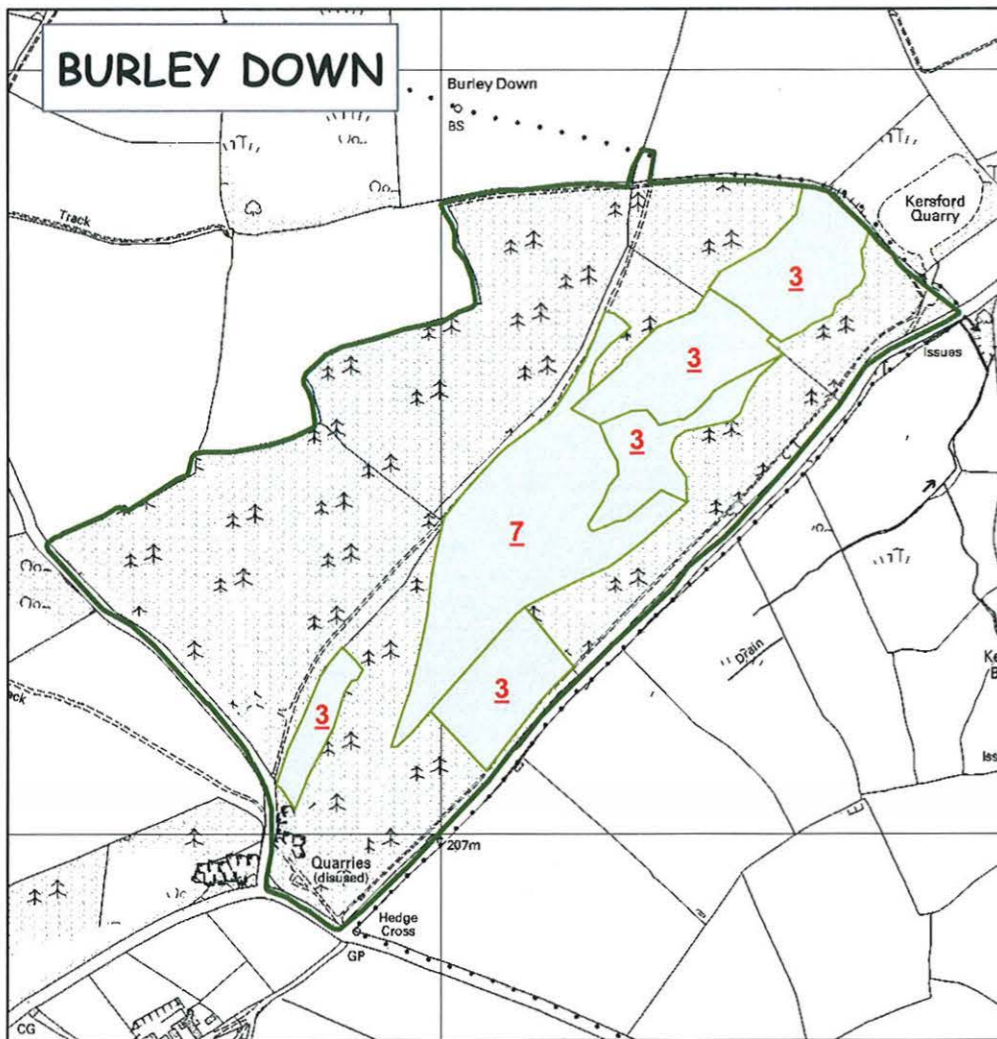 BURLEY DOWN
Burley Down
BS
Track
Kersford
Quarry
3
3
Issues
3
7
Drain
3
3
207m
Quarries
(disused)
Hedge
Cross
GP
CG